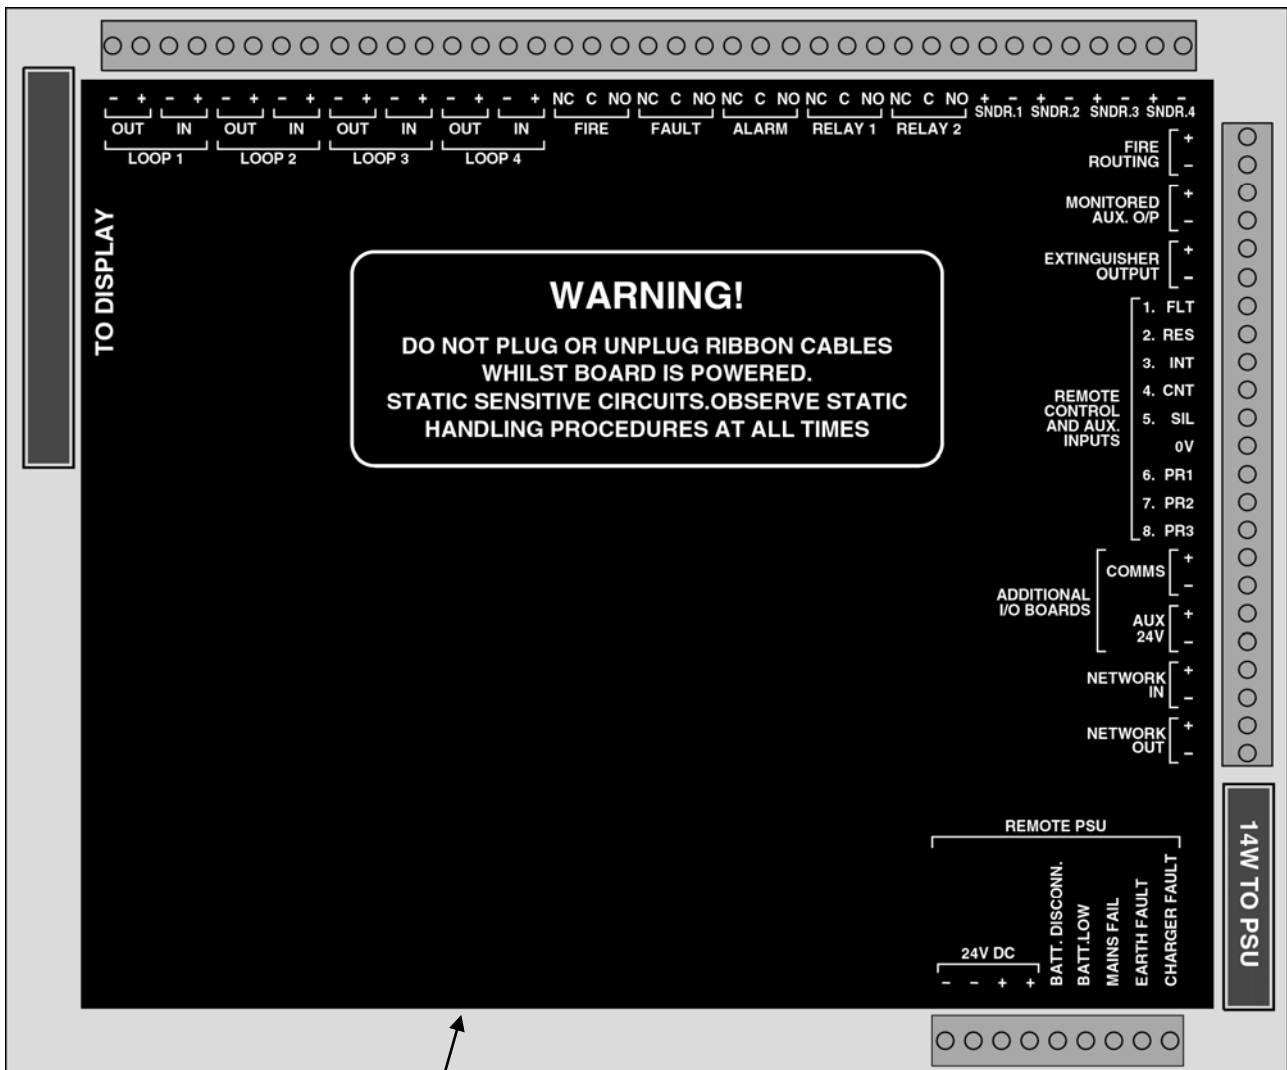 − + − + − + − + − + − + − + − + NC C NO NC C NO NC C NO NC C NO NC C NO + − + − + − + −
OUT IN OUT IN OUT IN OUT IN FIRE FAULT ALARM RELAY 1 RELAY 2 SNDR.1 SNDR.2 SNDR.3 SNDR.4
LOOP 1 LOOP 2 LOOP 3 LOOP 4
TO DISPLAY
WARNING!
DO NOT PLUG OR UNPLUG RIBBON CABLES
WHILST BOARD IS POWERED.
STATIC SENSITIVE CIRCUITS.OBSERVE STATIC
HANDLING PROCEDURES AT ALL TIMES
FIRE
ROUTING
+
−
MONITORED
AUX. O/P
+
−
EXTINGUISHER
OUTPUT
+
−
REMOTE
CONTROL
AND AUX.
INPUTS
1. FLT
2. RES
3. INT
4. CNT
5. SIL
0V
6. PR1
7. PR2
8. PR3
ADDITIONAL
I/O BOARDS
COMMS
+
−
AUX
24V
+
−
NETWORK
IN
+
−
NETWORK
OUT
+
−
REMOTE PSU
24V DC
− − + +
BATT. DISCONN.
BATT.LOW
MAINS FAIL
EARTH FAULT
CHARGER FAULT
14W TO PSU